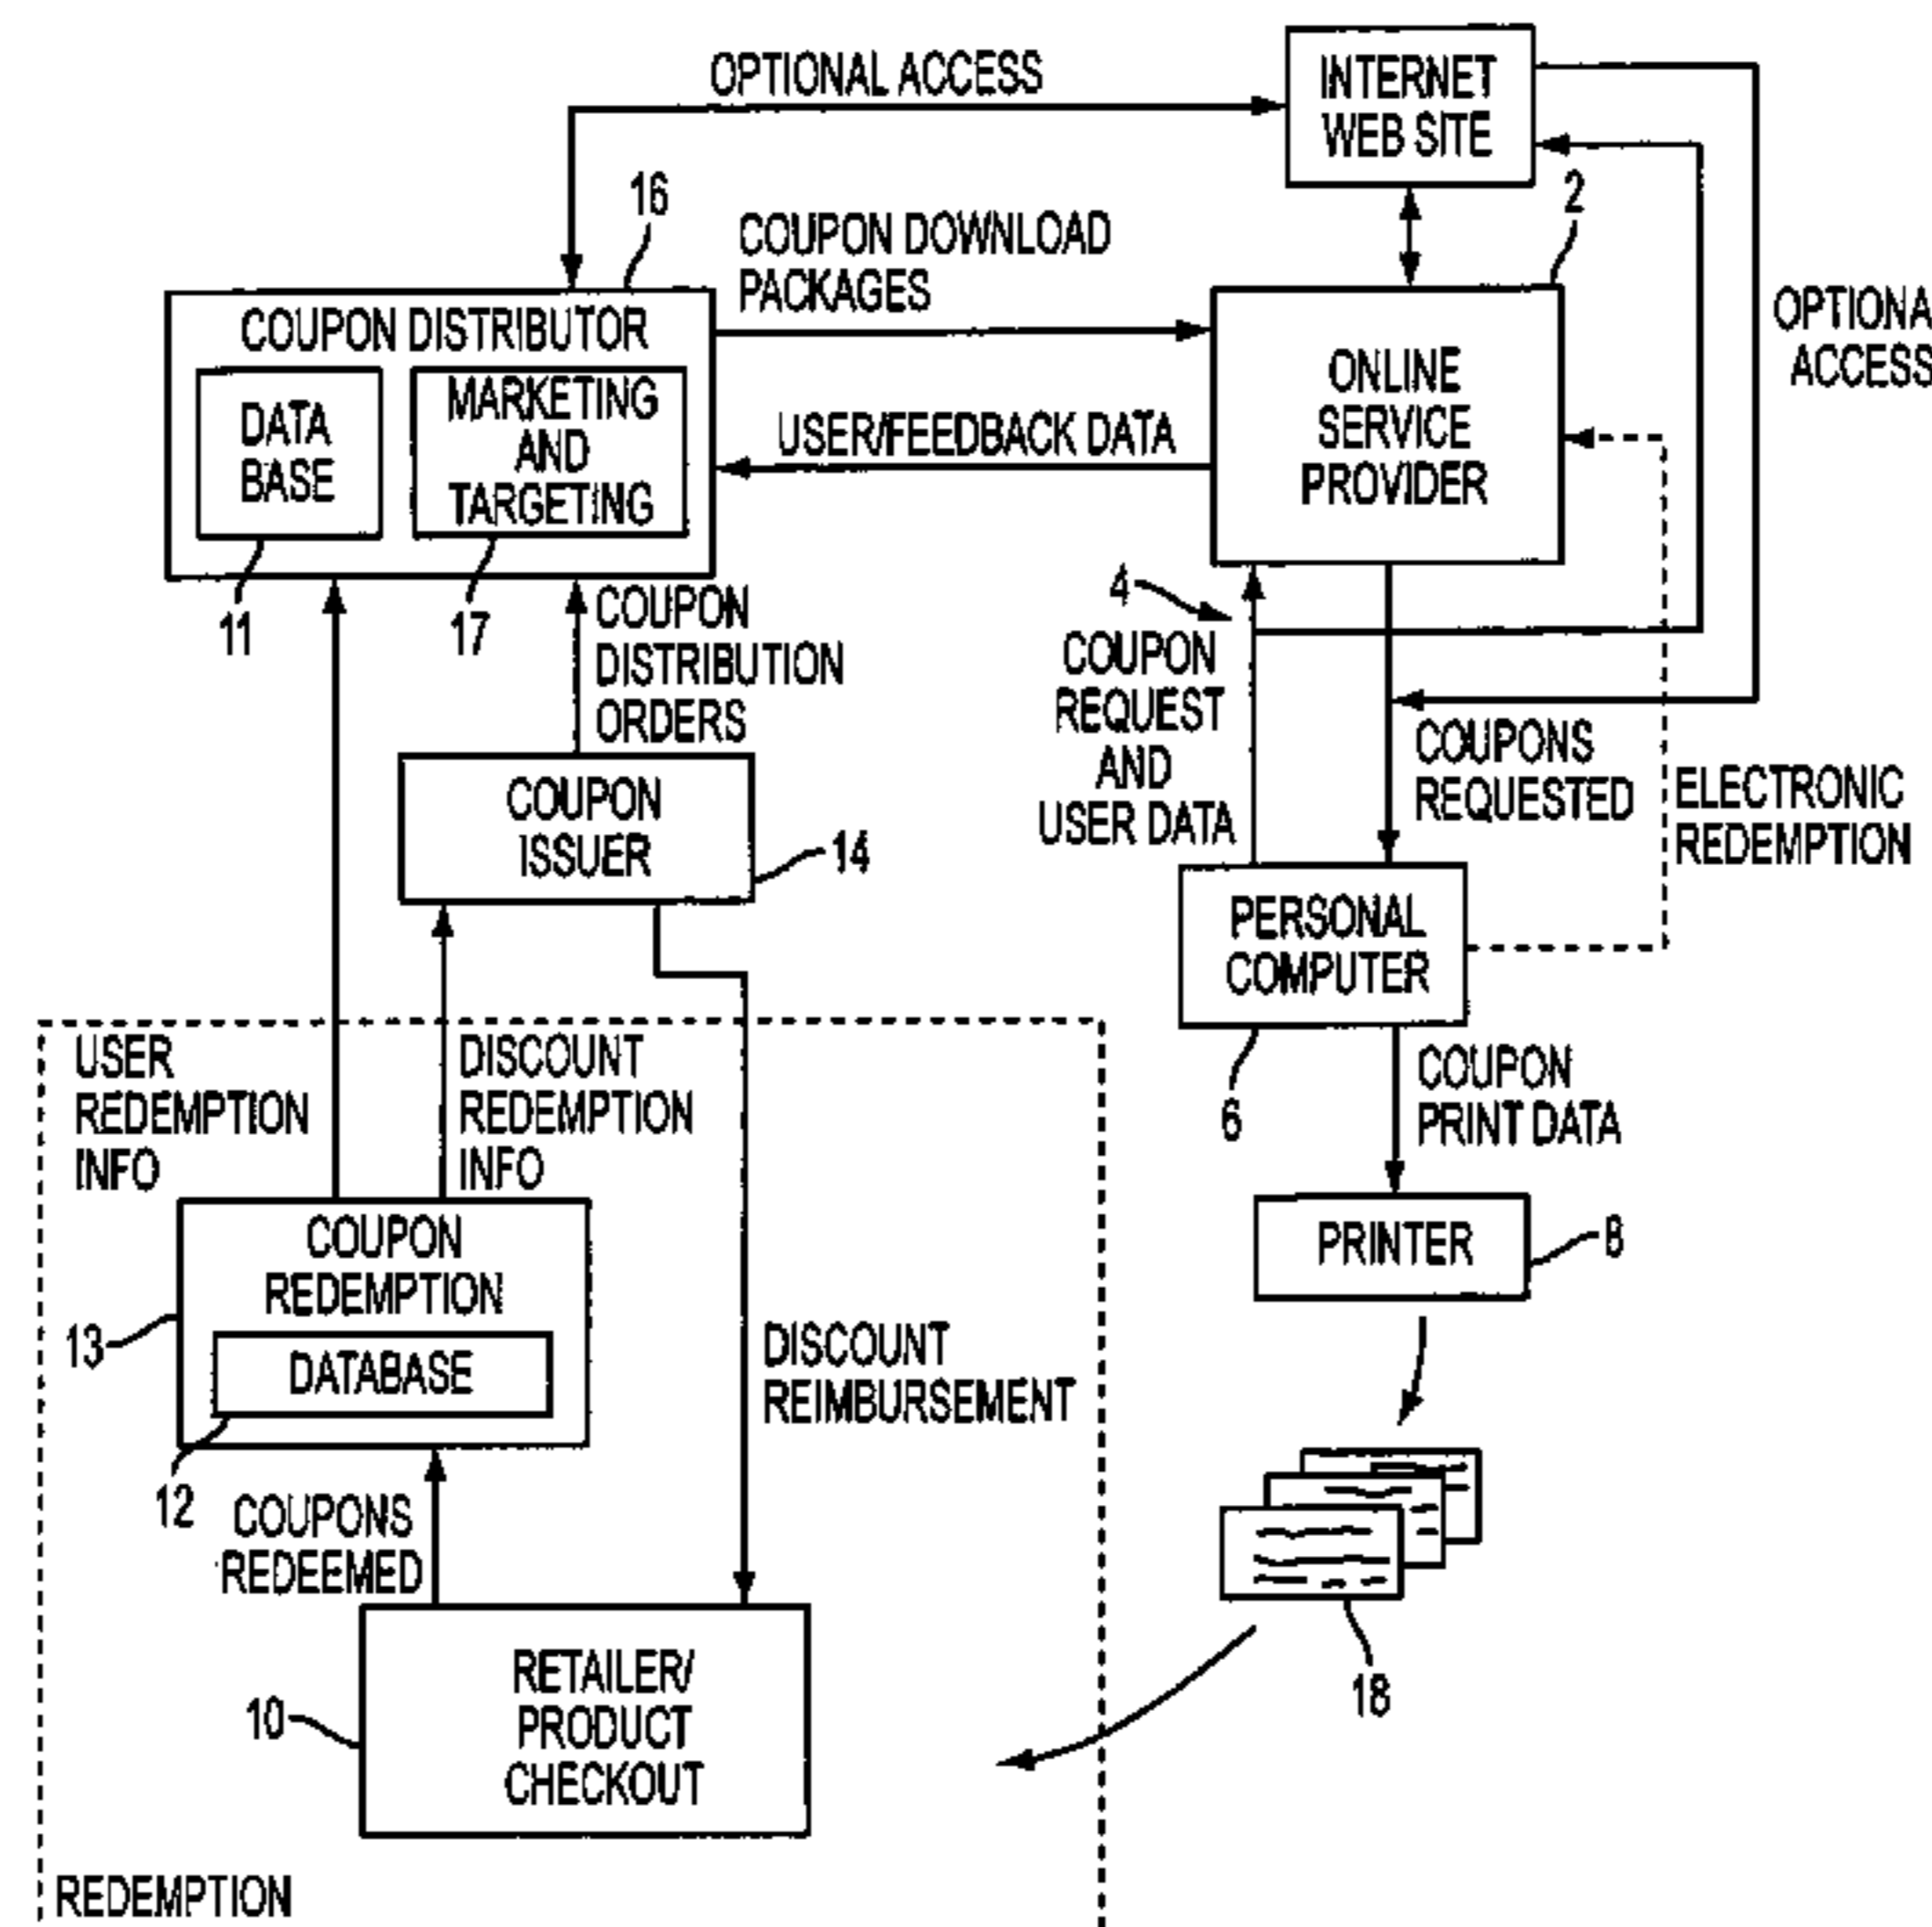 OPTIONAL ACCESS
INTERNET
WEB SITE
16
2
COUPON DOWNLOAD
PACKAGES
OPTIONA
ACCESS
COUPON DISTRIBUTOR
DATA
BASE
MARKETING
AND
TARGETING
USER/FEEDBACK DATA
ONLINE
SERVICE
PROVIDER
11
17
4
COUPON
DISTRIBUTION
ORDERS
COUPON
REQUEST
AND
USER DATA
COUPONS
REQUESTED
ELECTRONIC
REDEMPTION
COUPON
ISSUER
14
PERSONAL
COMPUTER
6
USER
REDEMPTION
INFO
DISCOUNT
REDEMPTION
INFO
COUPON
PRINT DATA
COUPON
REDEMPTION
DATABASE
13
12
PRINTER
8
DISCOUNT
REIMBURSEMENT
COUPONS
REDEEMED
18
RETAILER/
PRODUCT
CHECKOUT
10
REDEMPTION